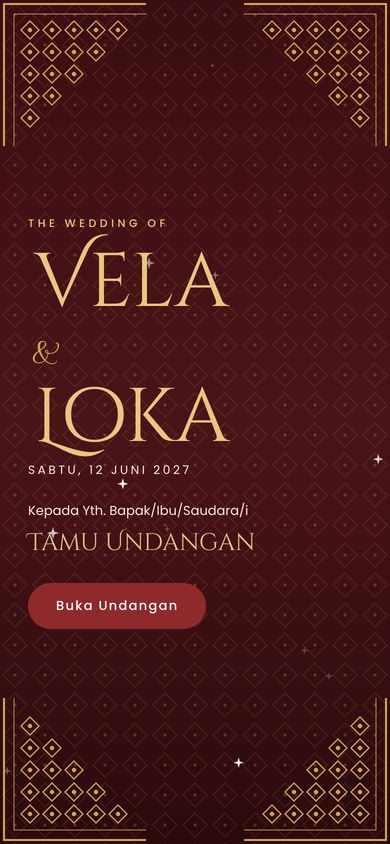 THE WEDDING OF
VELA
&
LOKA
SABTU, 12 JUNI 2027
Kepada Yth. Bapak/Ibu/Saudara/i
TAMU UNDANGAN
Buka Undangan